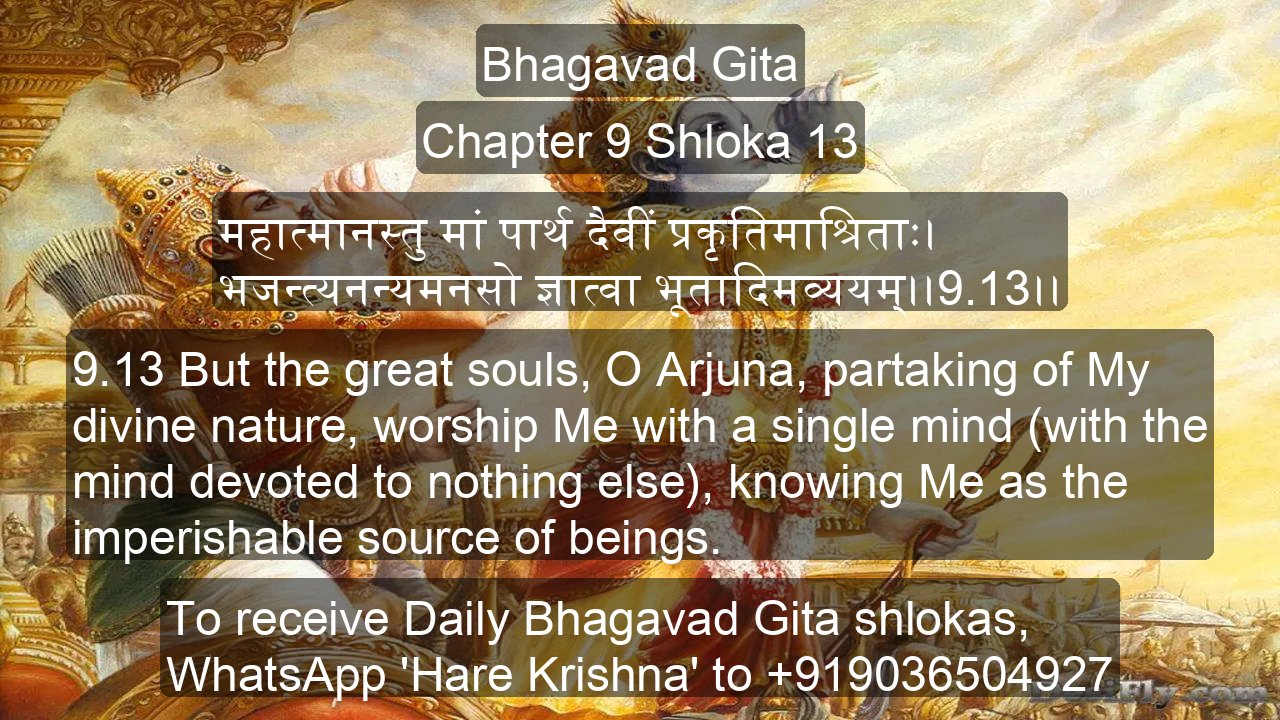 Bhagavad Gita
Chapter 9 Shloka 13
महात्मानस्तु मां पार्थ दैवीं प्रकृतिमाश्रिताः।
भजन्त्यनन्यमनसो ज्ञात्वा भूतादिमव्ययम्।।9.13।।
9.13 But the great souls, O Arjuna, partaking of My
divine nature, worship Me with a single mind (with the
mind devoted to nothing else), knowing Me as the
imperishable source of beings.
To receive Daily Bhagavad Gita shlokas,
WhatsApp 'Hare Krishna' to +919036504927